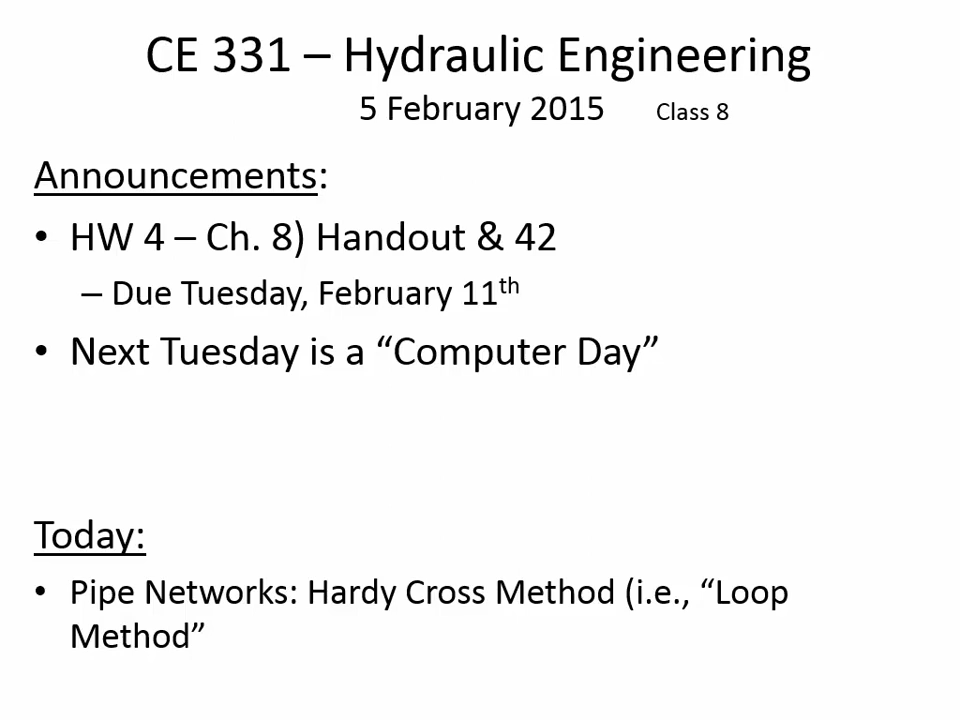 CE 331 – Hydraulic Engineering
5 February 2015 Class 8
Announcements:
• HW 4 – Ch. 8) Handout & 42
– Due Tuesday, February 11th
• Next Tuesday is a “Computer Day”
Today:
• Pipe Networks: Hardy Cross Method (i.e., “Loop
Method”